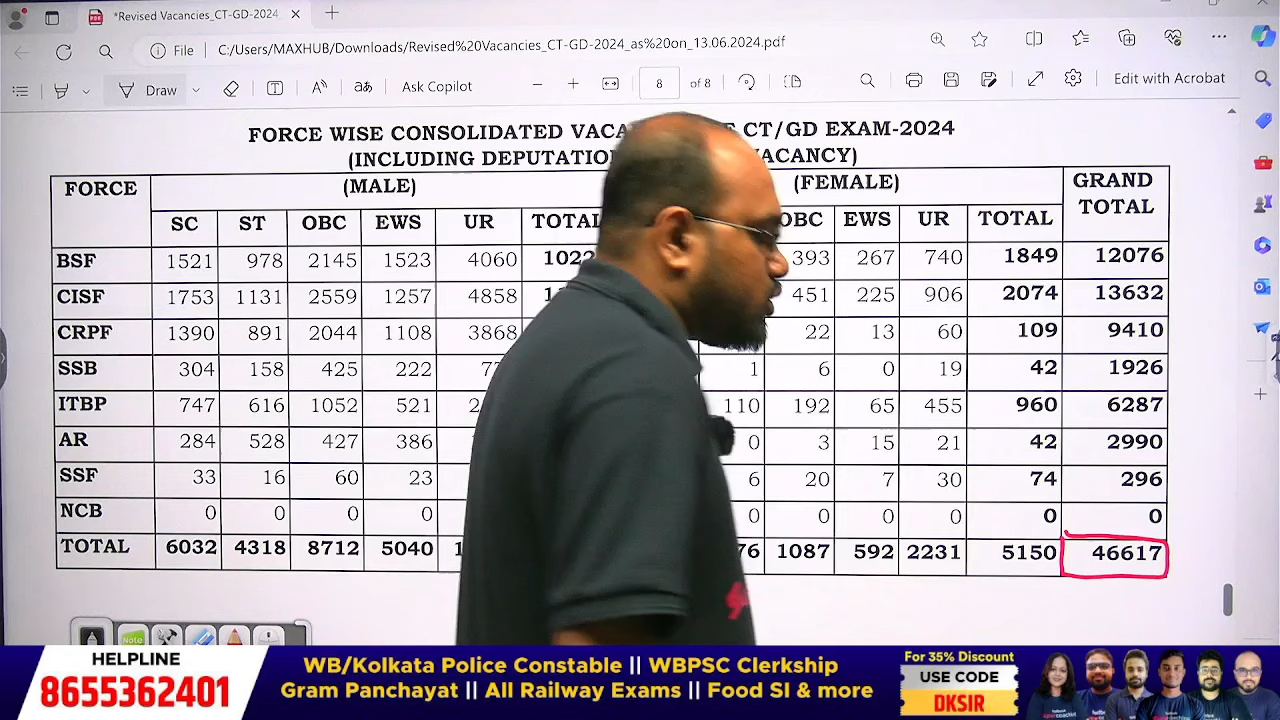 *Revised Vacancies_CT-GD-2024
File C:/Users/MAXHUB/Downloads/Revised%20Vacancies_CT-GD-2024_as%20on_13.06.2024.pdf
Draw Ask Copilot 8 of 8 Edit with Acrobat
FORCE WISE CONSOLIDATED CT/GD EXAM-2024
(INCLUDING
FORCE (MALE) (FEMALE) GRAND TOTAL
SC ST OBC EWS UR TOTAL OBC EWS UR TOTAL
BSF 1521 978 2145 1523 4060 393 267 740 1849 12076
CISF 1753 1131 2559 1257 4858 451 225 906 2074 13632
CRPF 1390 891 2044 1108 3868 22 13 60 109 9410
SSB 304 158 425 222 1 6 0 19 42 1926
ITBP 747 616 1052 521 110 192 65 455 960 6287
AR 284 528 427 386 0 3 15 21 42 2990
SSF 33 16 60 23 6 20 7 30 74 296
NCB 0 0 0 0 0 0 0 0 0 0
TOTAL 6032 4318 8712 5040 1087 592 2231 5150 46617
Note
HELPLINE
8655362401
WB/Kolkata Police Constable || WBPSC Clerkship
Gram Panchayat || All Railway Exams || Food SI & more
For 35% Discount
USE CODE
DKSIR